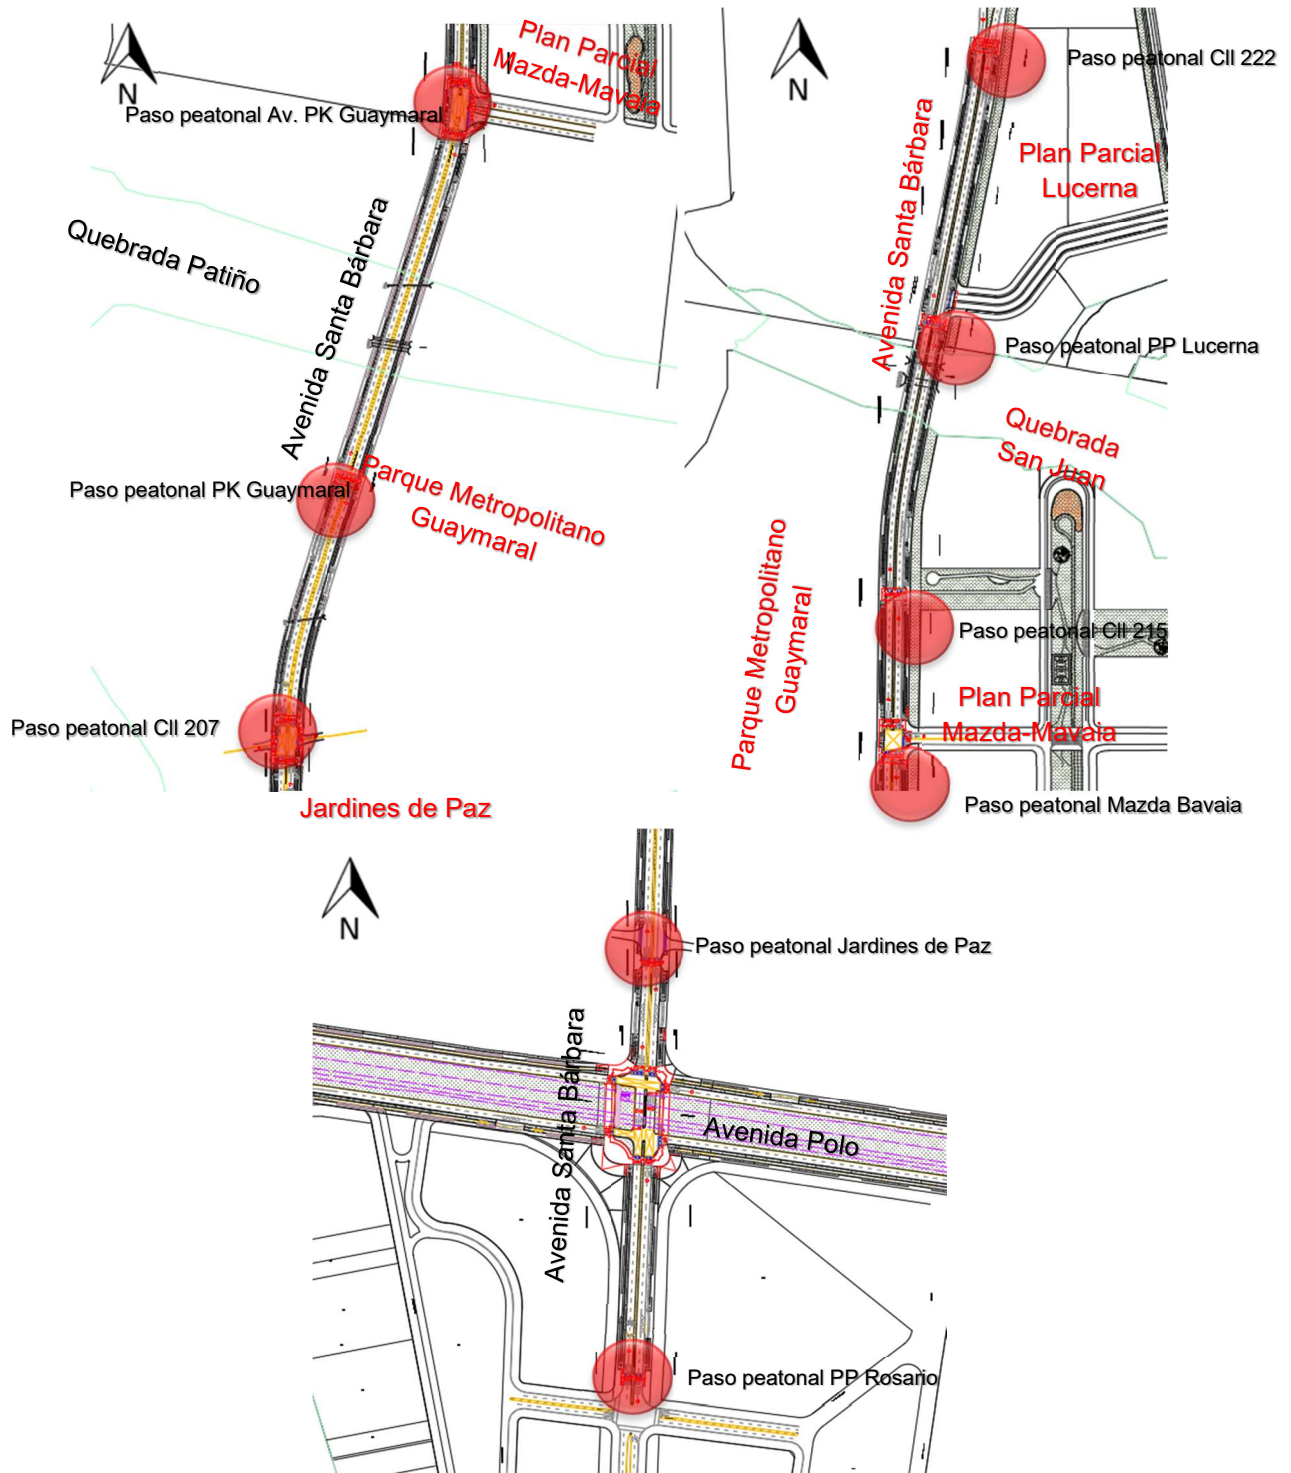 N
Plan Parcial
Mazda-Mavaia
Paso peatonal Av. PK Guaymaral
Quebrada Patiño
Avenida Santa Bárbara
Paso peatonal PK Guaymaral
Parque Metropolitano
Guaymaral
Paso peatonal Cll 207
Jardines de Paz
N
Paso peatonal Cll 222
Avenida Santa Bárbara
Plan Parcial
Lucerna
Paso peatonal PP Lucerna
Quebrada
San Juan
Parque Metropolitano
Guaymaral
Paso peatonal Cll 215
Plan Parcial
Mazda-Mavaia
Paso peatonal Mazda Bavaia
N
Paso peatonal Jardines de Paz
Avenida Santa Bárbara
Avenida Polo
Paso peatonal PP Rosario